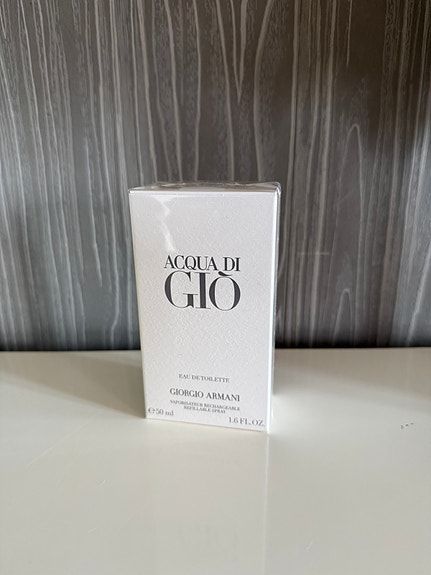 ACQUA DI
GIÒ
EAU DE TOILETTE
GIORGIO ARMANI
VAPORISATEUR RECHARGEABLE
REFILLABLE SPRAY
℮50 ml 1.6 FL.OZ.